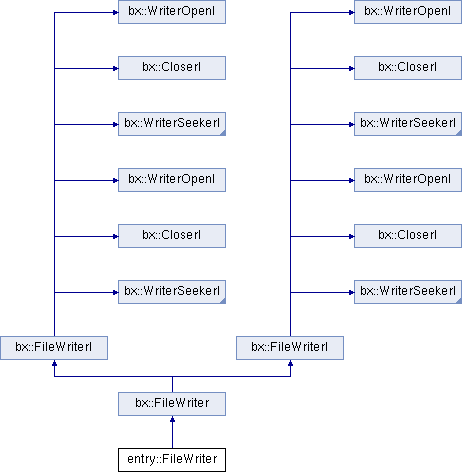 bx::WriterOpenI bx::WriterOpenI
bx::CloserI bx::CloserI
bx::WriterSeekerI bx::WriterSeekerI
bx::WriterOpenI bx::WriterOpenI
bx::CloserI bx::CloserI
bx::WriterSeekerI bx::WriterSeekerI
bx::FileWriterI bx::FileWriterI
bx::FileWriter
entry::FileWriter